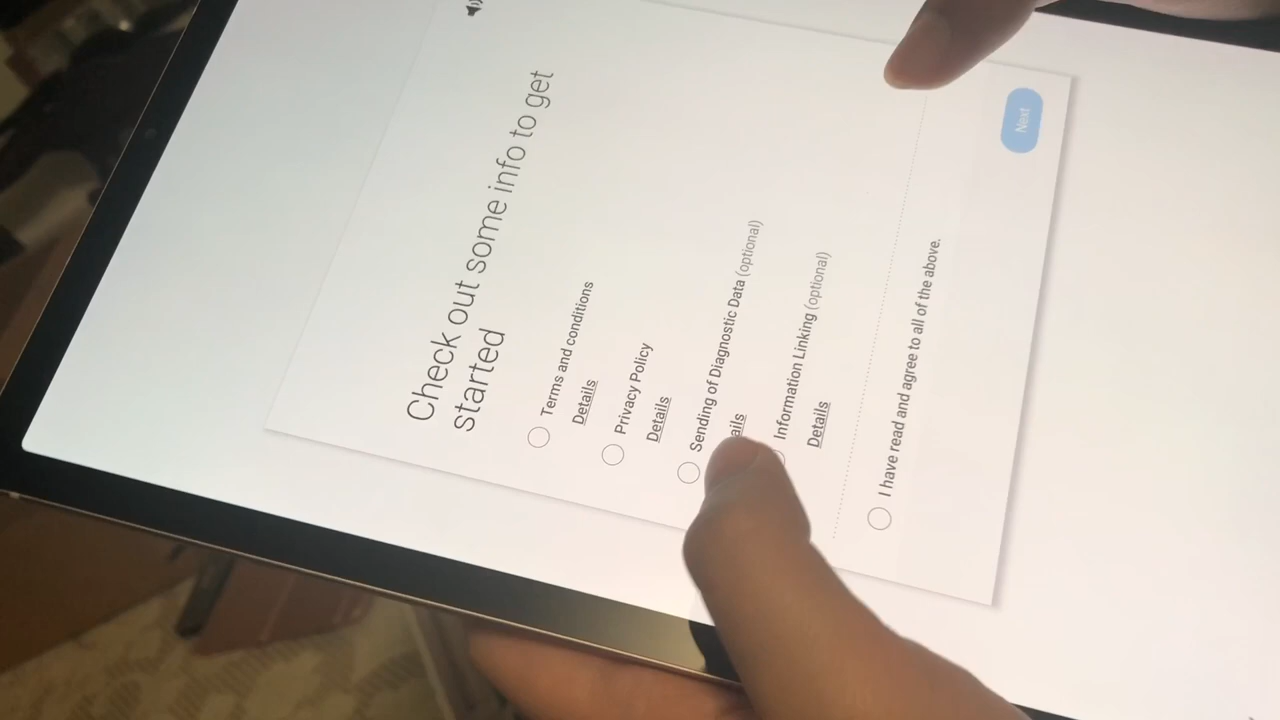 Check out some info to get
started
Terms and conditions
Details
Privacy Policy
Details
Sending of Diagnostic Data (optional)
ails
Information Linking (optional)
Details
I have read and agree to all of the above.
Next